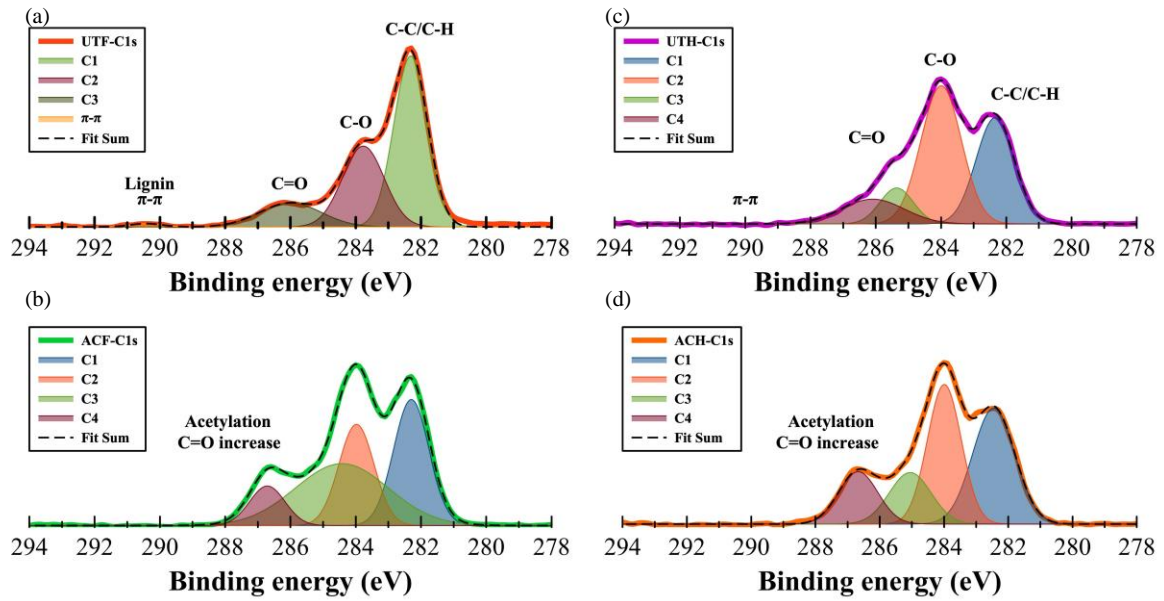 (a)
UTF-C1s
C1
C2
C3
π-π
Fit Sum
C-C/C-H
C-O
C=O
Lignin
π-π
294 292 290 288 286 284 282 280 278
Binding energy (eV)
(c)
UTH-C1s
C1
C2
C3
C4
Fit Sum
C-O
C-C/C-H
C=O
π-π
294 292 290 288 286 284 282 280 278
Binding energy (eV)
(b)
ACF-C1s
C1
C2
C3
C4
Fit Sum
Acetylation
C=O increase
294 292 290 288 286 284 282 280 278
Binding energy (eV)
(d)
ACH-C1s
C1
C2
C3
C4
Fit Sum
Acetylation
C=O increase
294 292 290 288 286 284 282 280 278
Binding energy (eV)